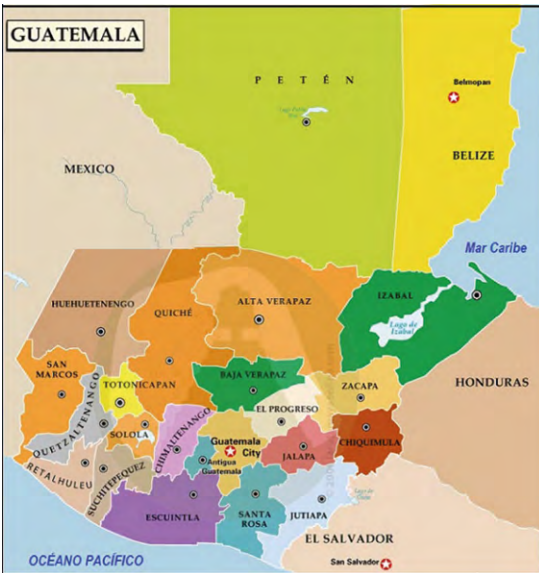 GUATEMALA
PETÉN
Belmopan
BELIZE
MEXICO
Mar Caribe
HUEHUETENENGO
QUICHÉ
ALTA VERAPAZ
IZABAL
Lago de
Izabal
SAN
MARCOS
TOTONICAPAN
BAJA VERAPAZ
ZACAPA
HONDURAS
QUETZALTENANGO
SOLOLA
CHIMALTENANGO
EL PROGRESO
Guatemala
City
CHIQUIMULA
RETALHULEU
SUCHITEPEQUEZ
Antigua
Guatemala
JALAPA
ESCUINTLA
SANTA
ROSA
JUTIAPA
EL SALVADOR
OCÉANO PACÍFICO
San Salvador